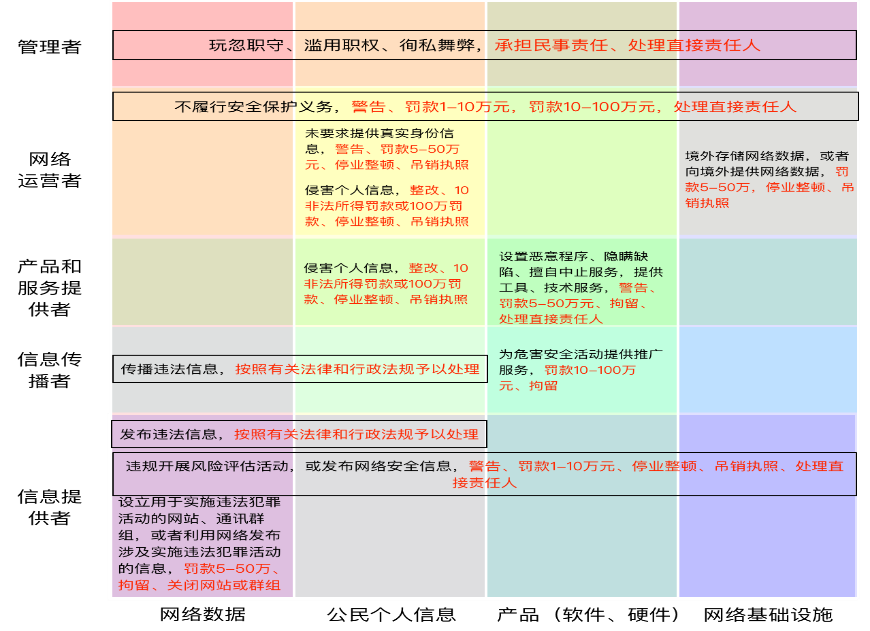 管理者
玩忽职守、滥用职权、徇私舞弊，承担民事责任、处理直接责任人
不履行安全保护义务，警告、罚款1–10万元，罚款10–100万元，处理直接责任人
网络
运营者
未要求提供真实身份信
息，警告、罚款5–50万
元、停业整顿、吊销执照
侵害个人信息，整改、10
非法所得罚款或100万罚
款、停业整顿、吊销执照
境外存储网络数据，或者
向境外提供网络数据，罚
款5–50万，停业整顿、吊
销执照
产品和
服务提
供者
侵害个人信息，整改、10
非法所得罚款或100万罚
款、停业整顿、吊销执照
设置恶意程序、隐瞒缺
陷、擅自中止服务，提供
工具、技术服务，警告、
罚款5–50万元、拘留、
处理直接责任人
信息传
播者
传播违法信息，按照有关法律和行政法规予以处理
为危害安全活动提供推广
服务，罚款10–100万
元、拘留
信息提
供者
发布违法信息，按照有关法律和行政法规予以处理
违规开展风险评估活动，或发布网络安全信息，警告、罚款1–10万元、停业整顿、吊销执照、处理直
接责任人
设立用于实施违法犯罪
活动的网站、通讯群
组，或者利用网络发布
涉及实施违法犯罪活动
的信息，罚款5–50万、
拘留、关闭网站或群组
网络数据
公民个人信息
产品（软件、硬件）
网络基础设施